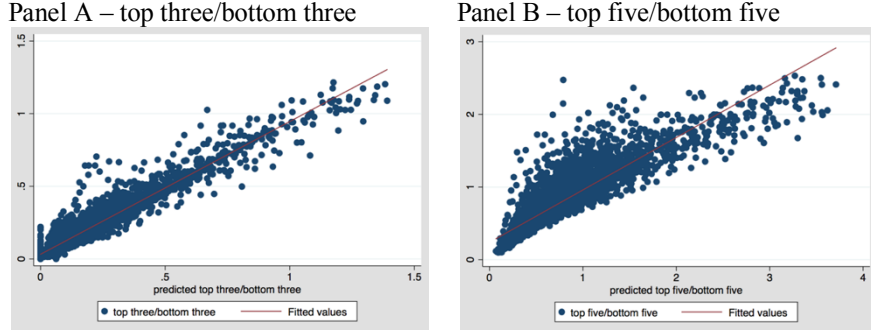 Panel A – top three/bottom three
1.5
1
.5
0
0 .5 1 1.5
predicted top three/bottom three
top three/bottom three Fitted values
Panel B – top five/bottom five
3
2
1
0
0 1 2 3 4
predicted top five/bottom five
top five/bottom five Fitted values